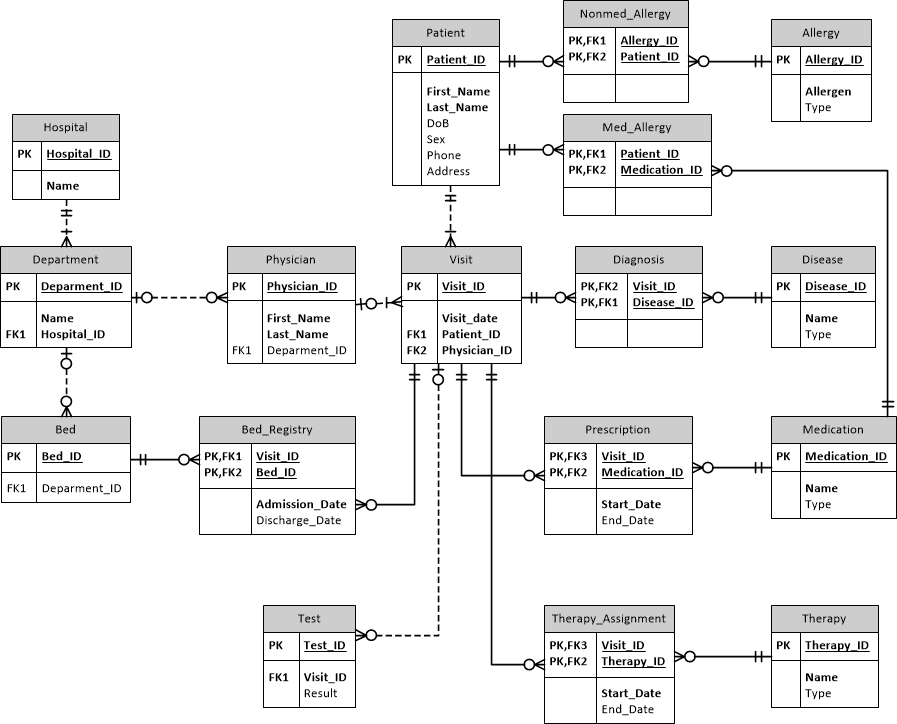 Patient
PK Patient_ID
First_Name
Last_Name
DoB
Sex
Phone
Address
Nonmed_Allergy
PK,FK1 Allergy_ID
PK,FK2 Patient_ID
Allergy
PK Allergy_ID
Allergen
Type
Hospital
PK Hospital_ID
Name
Med_Allergy
PK,FK1 Patient_ID
PK,FK2 Medication_ID
Department
PK Deparment_ID
Name
FK1 Hospital_ID
Physician
PK Physician_ID
First_Name
Last_Name
FK1 Deparment_ID
Visit
PK Visit_ID
Visit_date
FK1 Patient_ID
FK2 Physician_ID
Diagnosis
PK,FK2 Visit_ID
PK,FK1 Disease_ID
Disease
PK Disease_ID
Name
Type
Bed
PK Bed_ID
FK1 Deparment_ID
Bed_Registry
PK,FK1 Visit_ID
PK,FK2 Bed_ID
Admission_Date
Discharge_Date
Prescription
PK,FK3 Visit_ID
PK,FK2 Medication_ID
Start_Date
End_Date
Medication
PK Medication_ID
Name
Type
Test
PK Test_ID
FK1 Visit_ID
Result
Therapy_Assignment
PK,FK3 Visit_ID
PK,FK2 Therapy_ID
Start_Date
End_Date
Therapy
PK Therapy_ID
Name
Type